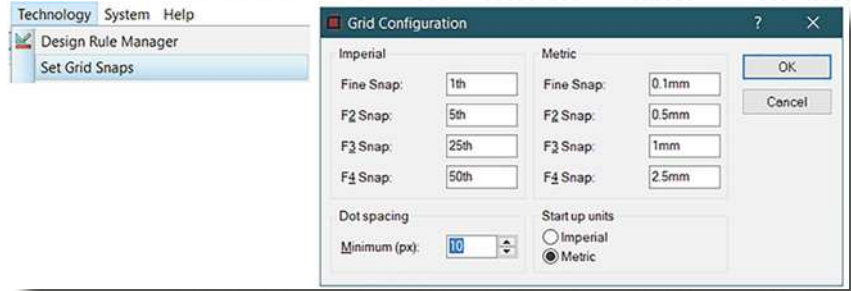 Technology System Help
Design Rule Manager
Set Grid Snaps
Grid Configuration ? ×
Imperial
Fine Snap: 1th
F2 Snap: 5th
F3 Snap: 25th
F4 Snap: 50th
Metric
Fine Snap: 0.1mm
F2 Snap: 0.5mm
F3 Snap: 1mm
F4 Snap: 2.5mm
OK
Cancel
Dot spacing
Minimum (px): 10
Start up units
Imperial
Metric